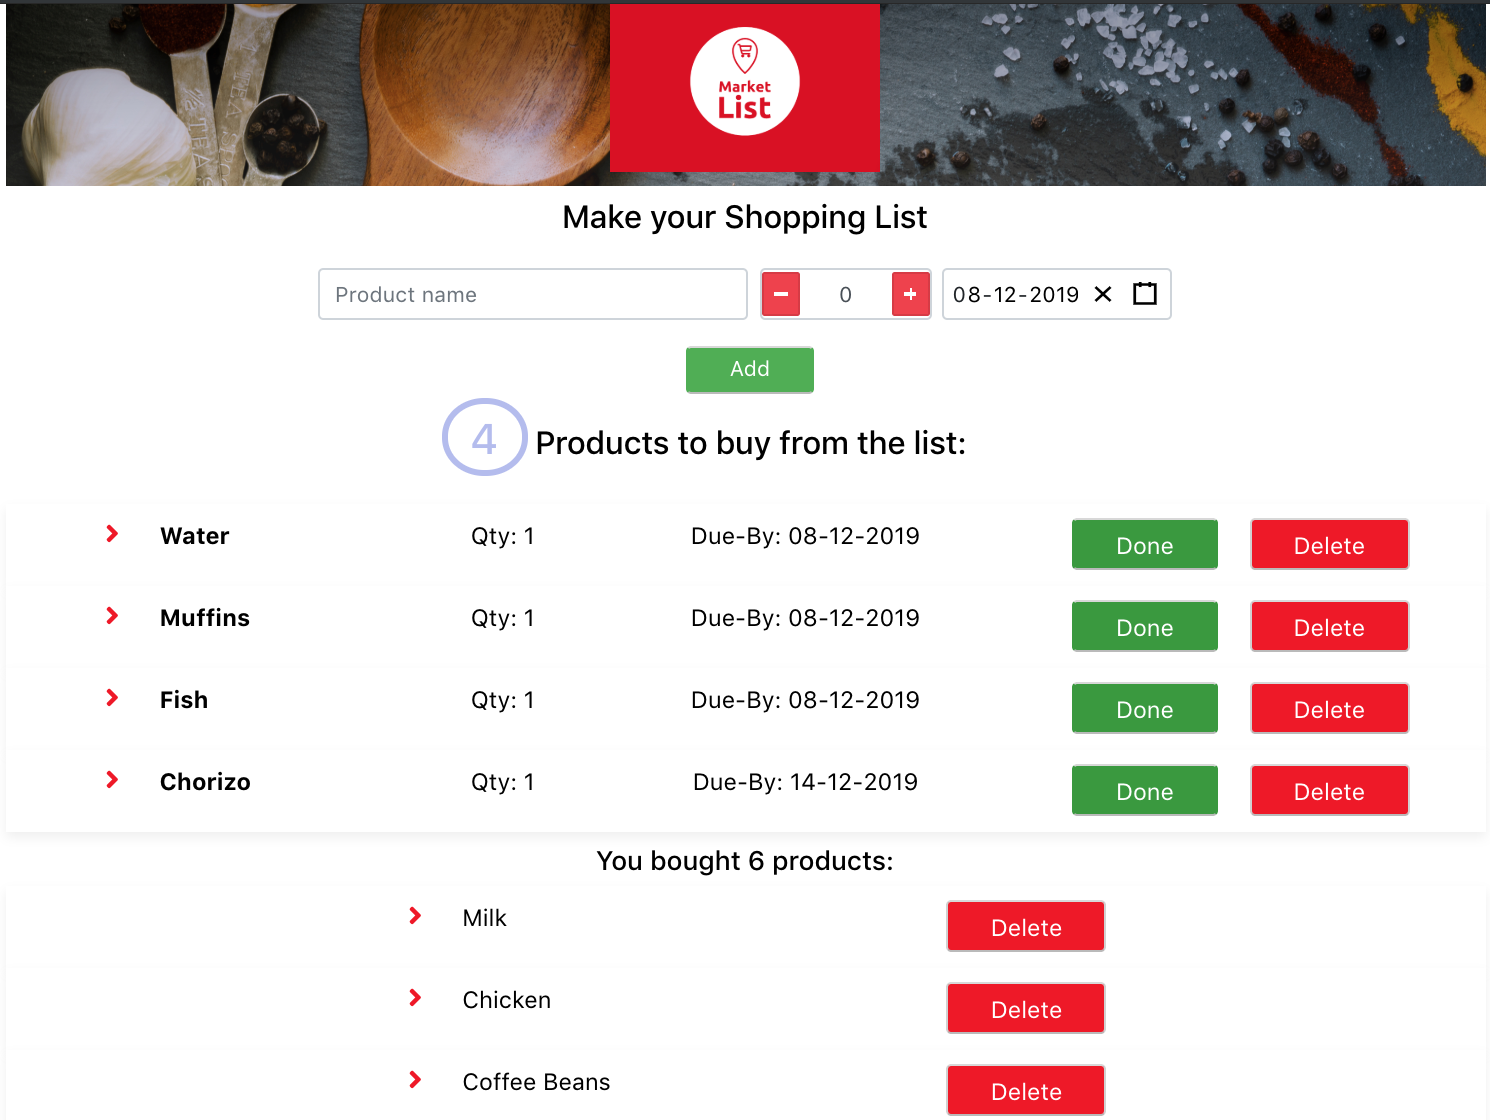 Market
List
Make your Shopping List
Product name
0
08-12-2019
Add
4 Products to buy from the list:
Water Qty: 1 Due-By: 08-12-2019 Done Delete
Muffins Qty: 1 Due-By: 08-12-2019 Done Delete
Fish Qty: 1 Due-By: 08-12-2019 Done Delete
Chorizo Qty: 1 Due-By: 14-12-2019 Done Delete
You bought 6 products:
Milk Delete
Chicken Delete
Coffee Beans Delete